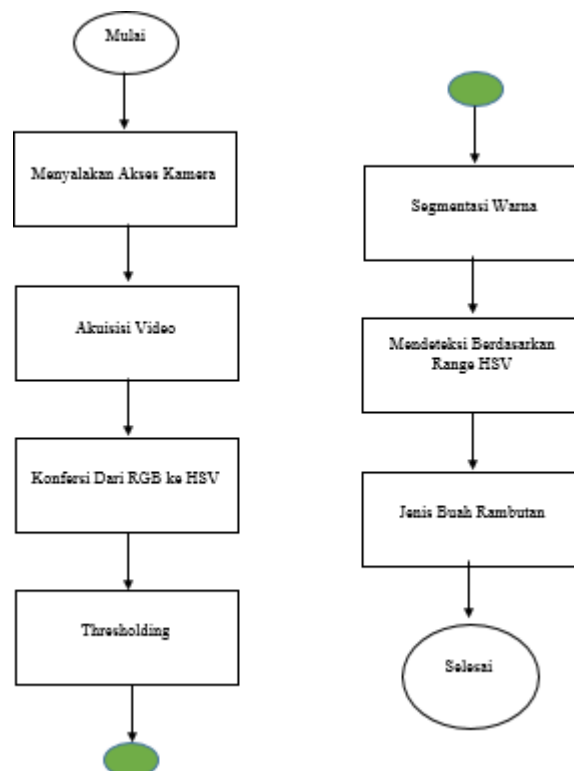 Mulai
Menyalakan Akses Kamera
Akuisisi Video
Konfersi Dari RGB ke HSV
Thresholding
Segmentasi Warna
Mendeteksi Berdasarkan
Range HSV
Jenis Buah Rambutan
Selesai